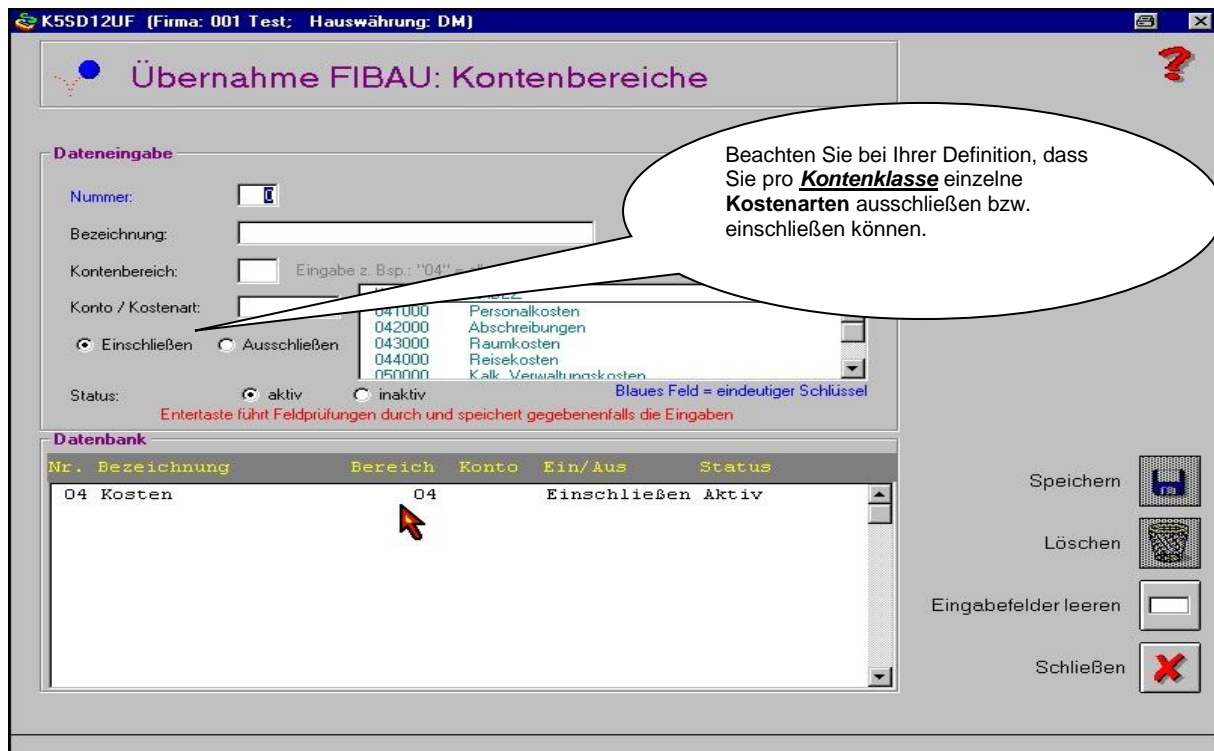 K5SD12UF (Firma: 001 Test; Hauswährung: DM)
Übernahme FIBAU: Kontenbereiche
Beachten Sie bei Ihrer Definition, dass
Sie pro Kontenklasse einzelne
Kostenarten ausschließen bzw.
einschließen können.
Dateneingabe
Nummer: 0
Bezeichnung:
Kontenbereich: Eingabe z. Bsp.: "04" =
Konto / Kostenart:
041000 Personalkosten
042000 Abschreibungen
043000 Raumkosten
044000 Reisekosten
050000 Kalk. Verwaltungskosten
Einschließen Ausschließen
Status: aktiv inaktiv
Blaues Feld = eindeutiger Schlüssel
Entertaste führt Feldprüfungen durch und speichert gegebenenfalls die Eingaben
Datenbank
Nr. Bezeichnung Bereich Konto Ein/Aus Status
04 Kosten 04 Einschließen Aktiv
Speichern
Löschen
Eingabefelder leeren
Schließen